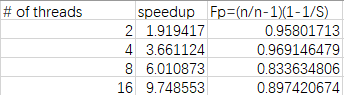 # of threads speedup Fp=(n/n-1)(1-1/S)
2 1.919417 0.95801713
4 3.661124 0.969146479
8 6.010873 0.833634806
16 9.748553 0.897420674